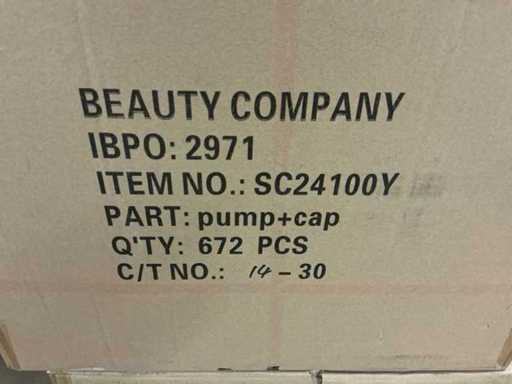 BEAUTY COMPANY
IBPO: 2971
ITEM NO.: SC24100Y
PART: pump+cap
Q'TY: 672 PCS
C/T NO.: 14-30